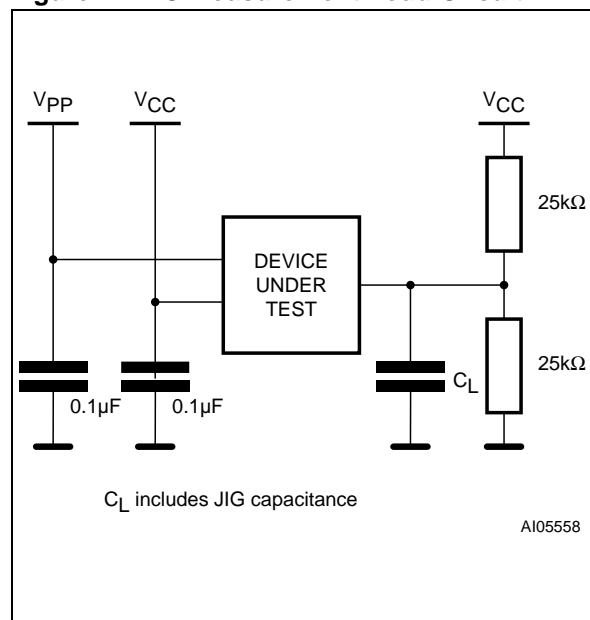 V_PP V_CC V_CC
25kΩ
DEVICE
UNDER
TEST
25kΩ
C_L
0.1µF 0.1µF
C_L includes JIG capacitance
AI05558